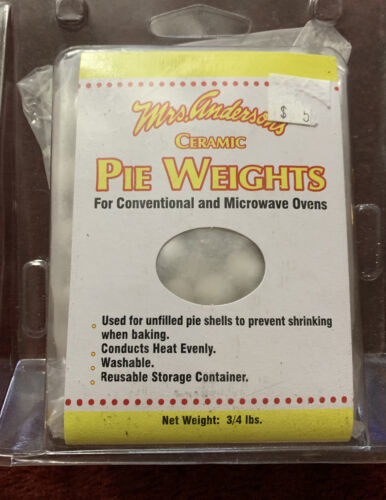 Mrs. Anderson's
$ 5
CERAMIC
PIE WEIGHTS
For Conventional and Microwave Ovens
Used for unfilled pie shells to prevent shrinking
when baking.
Conducts Heat Evenly.
Washable.
Reusable Storage Container.
Net Weight: 3/4 lbs.